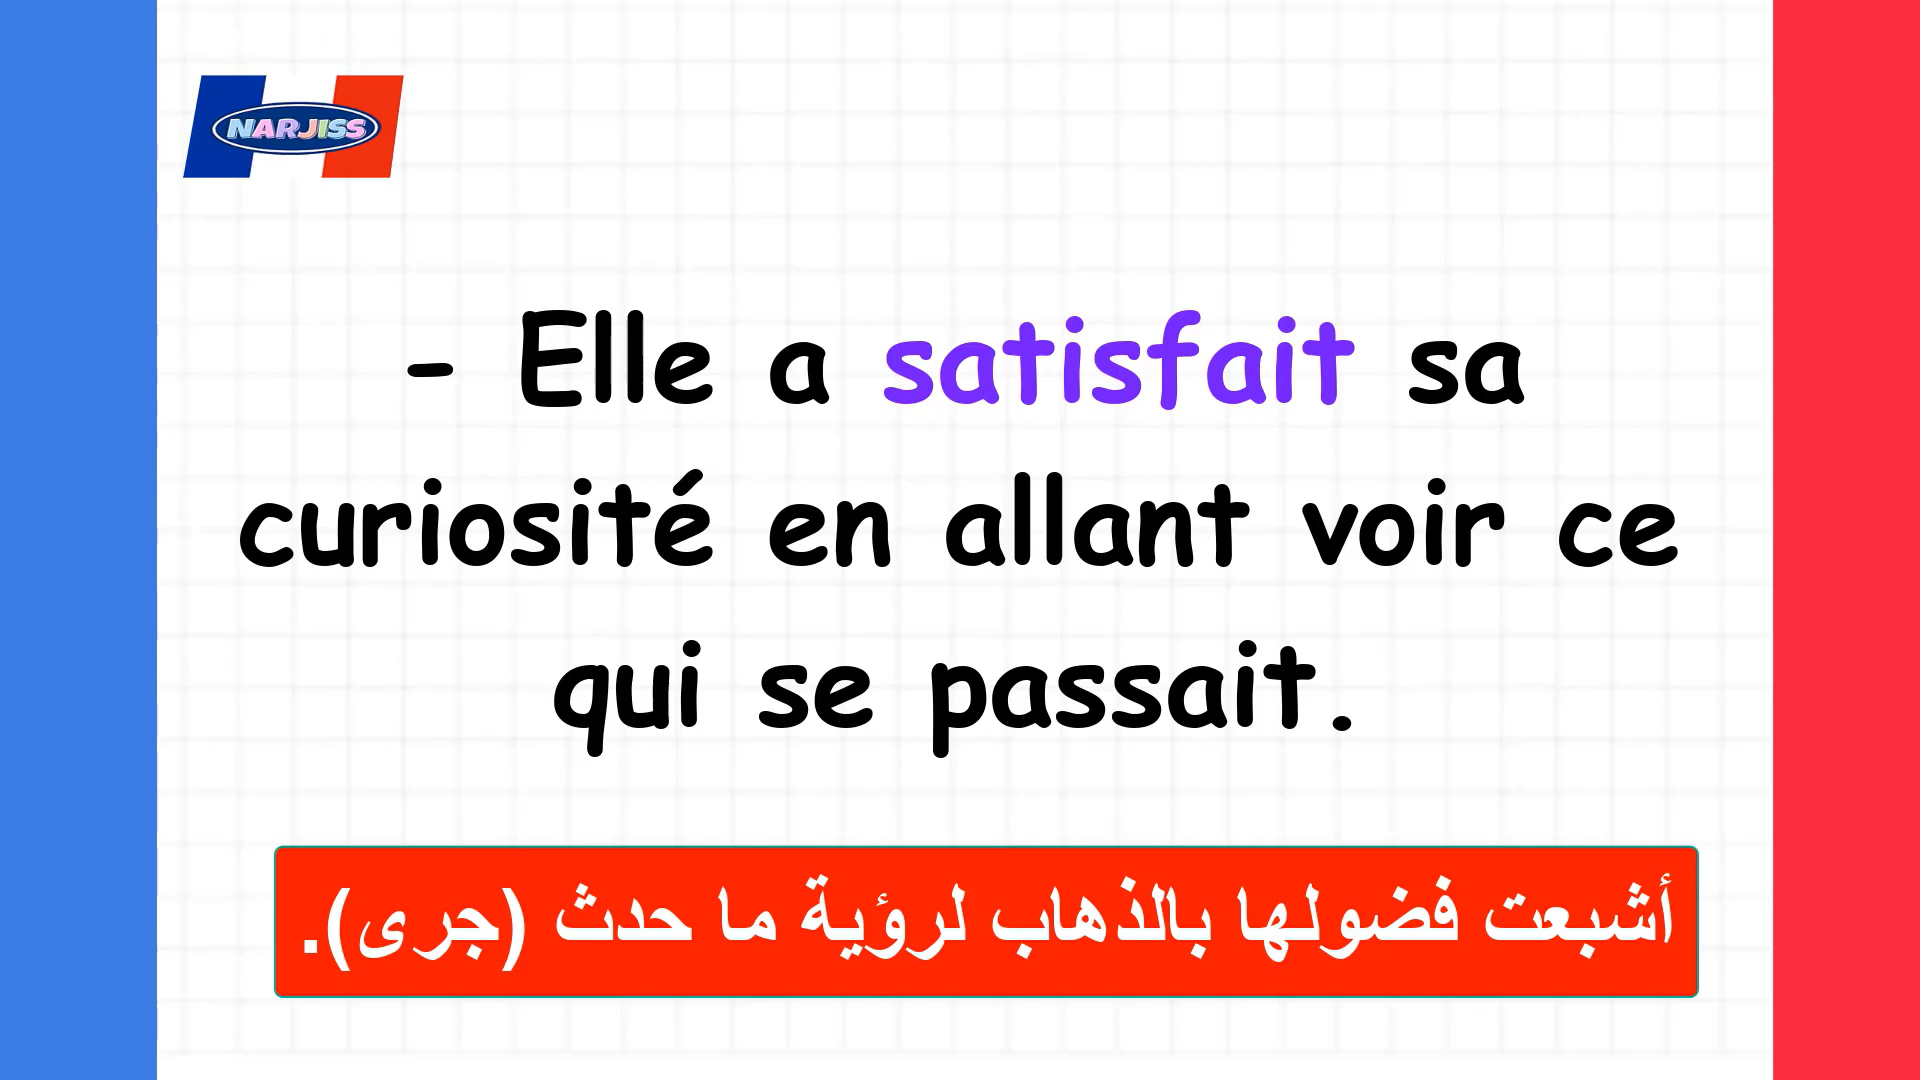 NARJISS
- Elle a satisfait sa
curiosité en allant voir ce
qui se passait.
أشبعت فضولها بالذهاب لرؤية ما حدث (جرى).